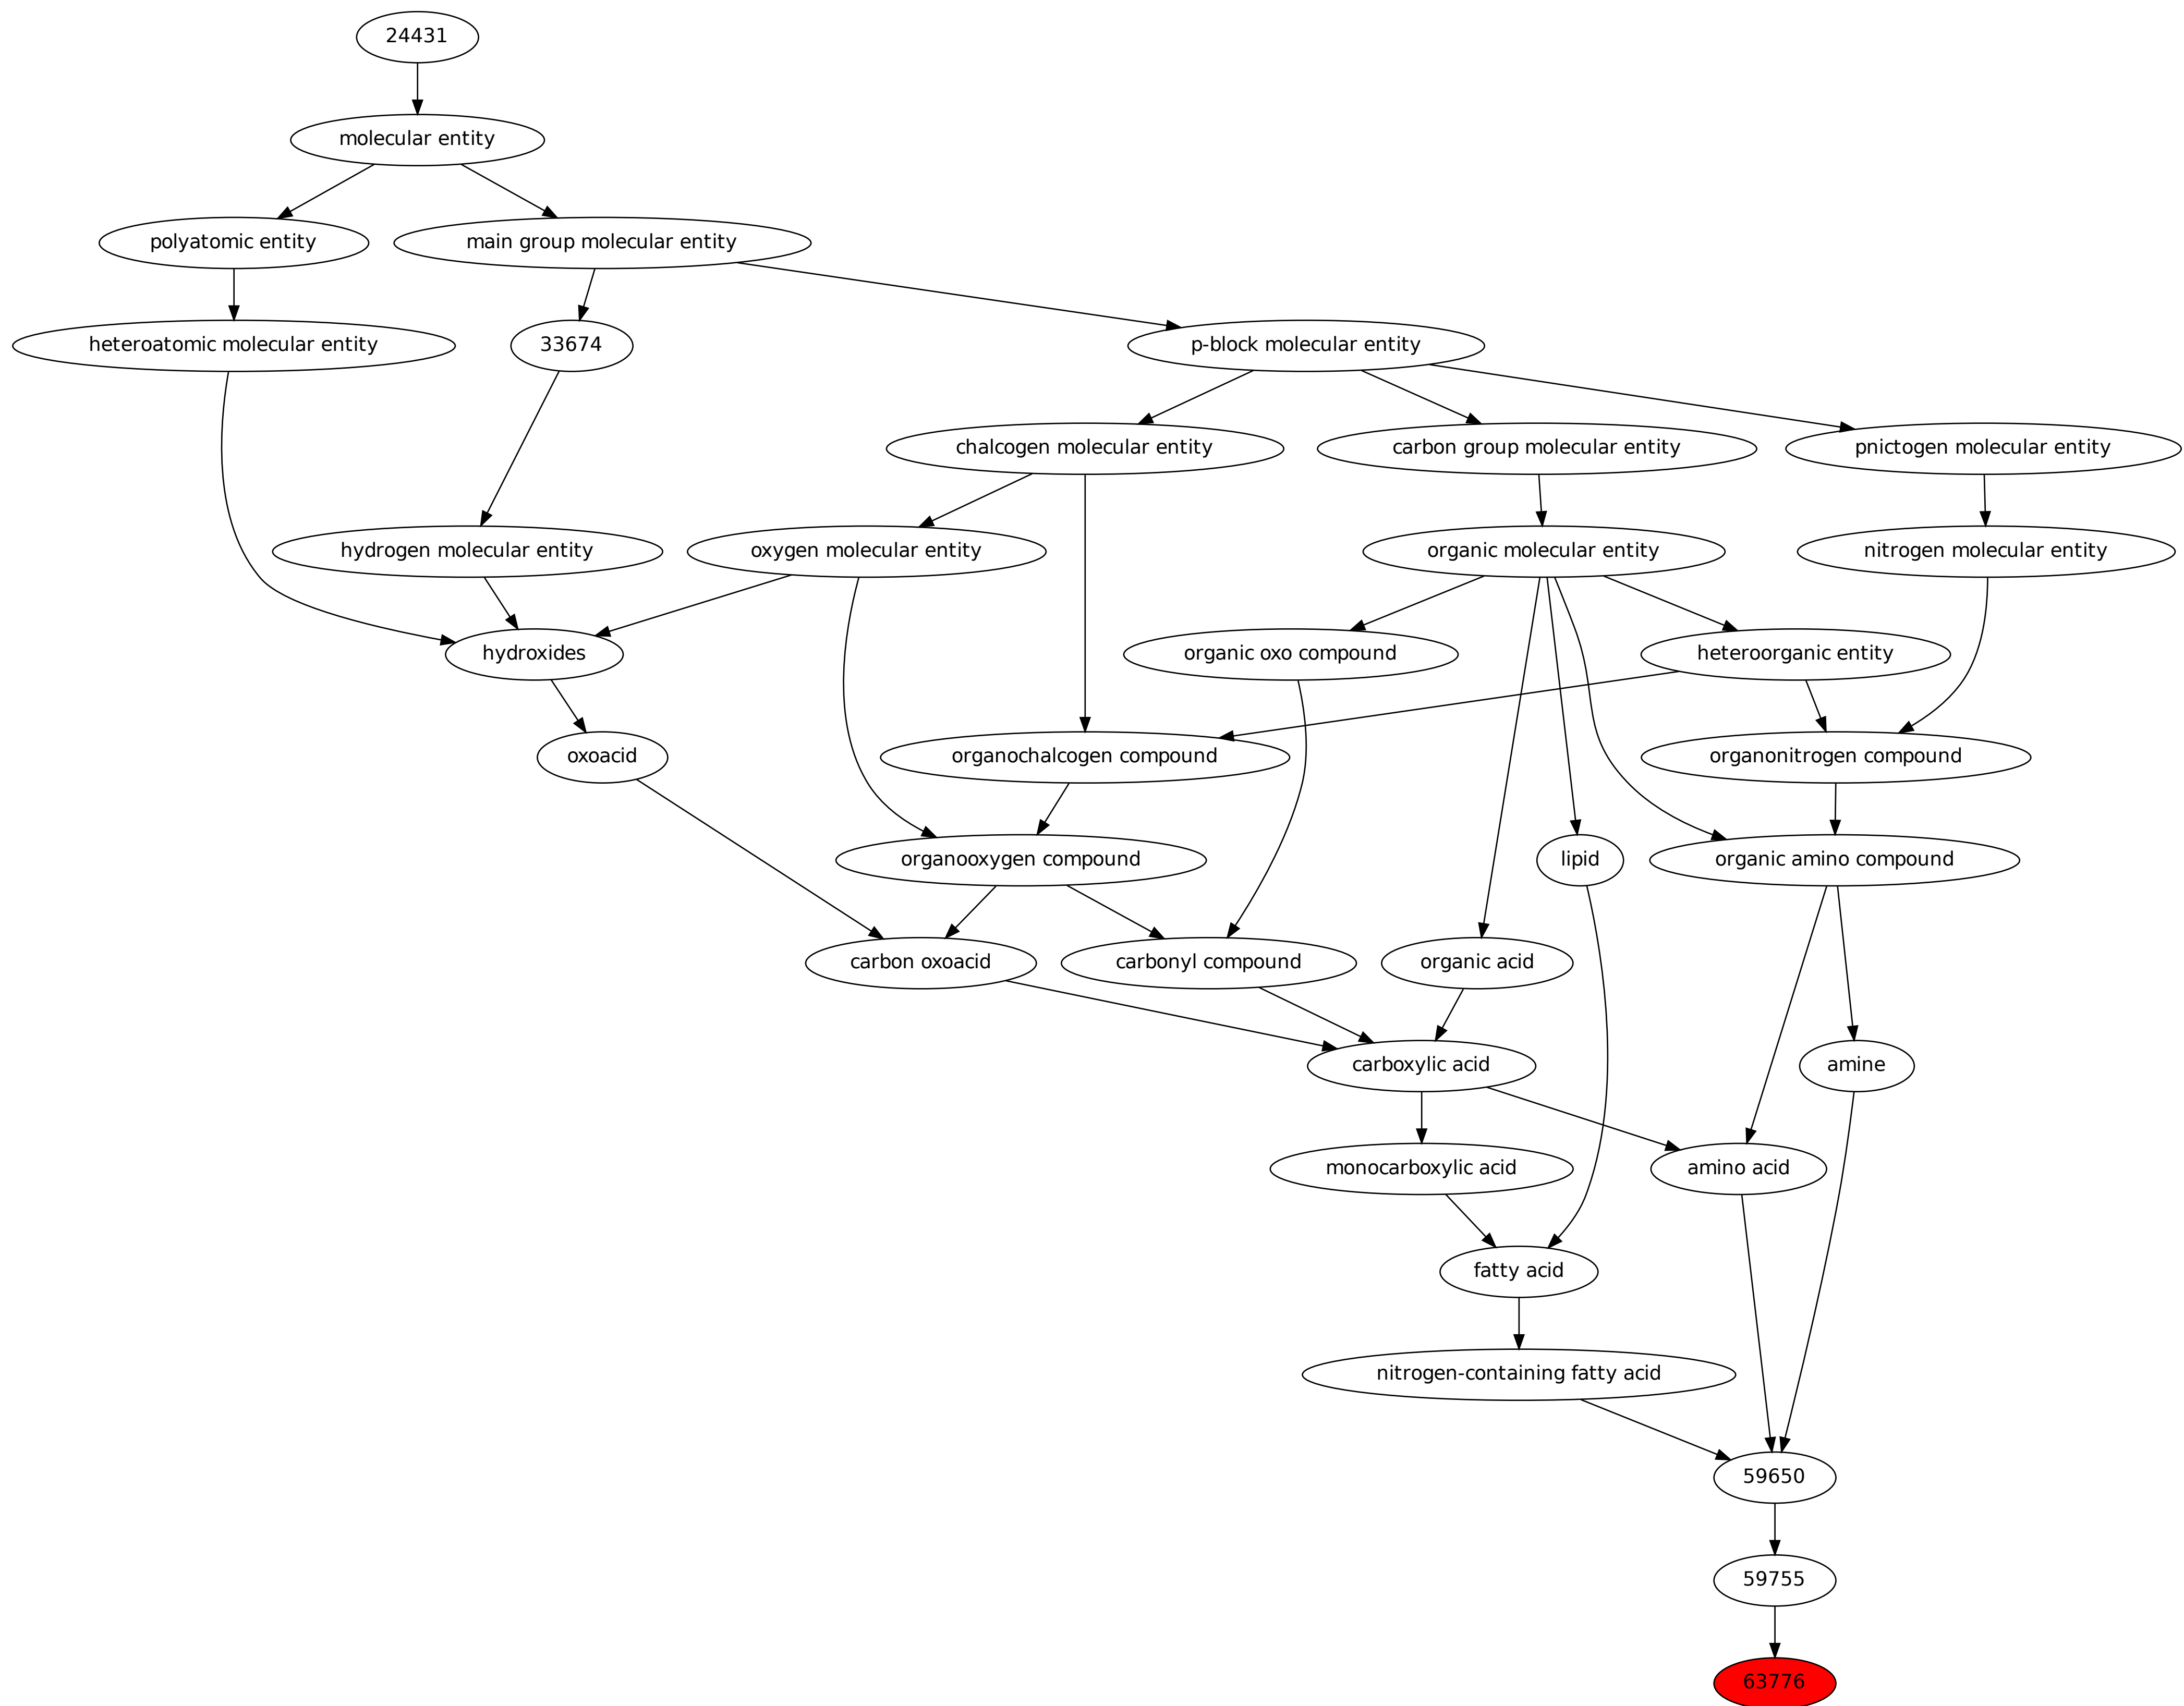 24431
molecular entity
polyatomic entity
main group molecular entity
heteroatomic molecular entity
33674
p-block molecular entity
chalcogen molecular entity
carbon group molecular entity
pnictogen molecular entity
hydrogen molecular entity
oxygen molecular entity
organic molecular entity
nitrogen molecular entity
hydroxides
organic oxo compound
heteroorganic entity
oxoacid
organochalcogen compound
organonitrogen compound
organooxygen compound
lipid
organic amino compound
carbon oxoacid
carbonyl compound
organic acid
carboxylic acid
amine
monocarboxylic acid
amino acid
fatty acid
nitrogen-containing fatty acid
59650
59755
63776